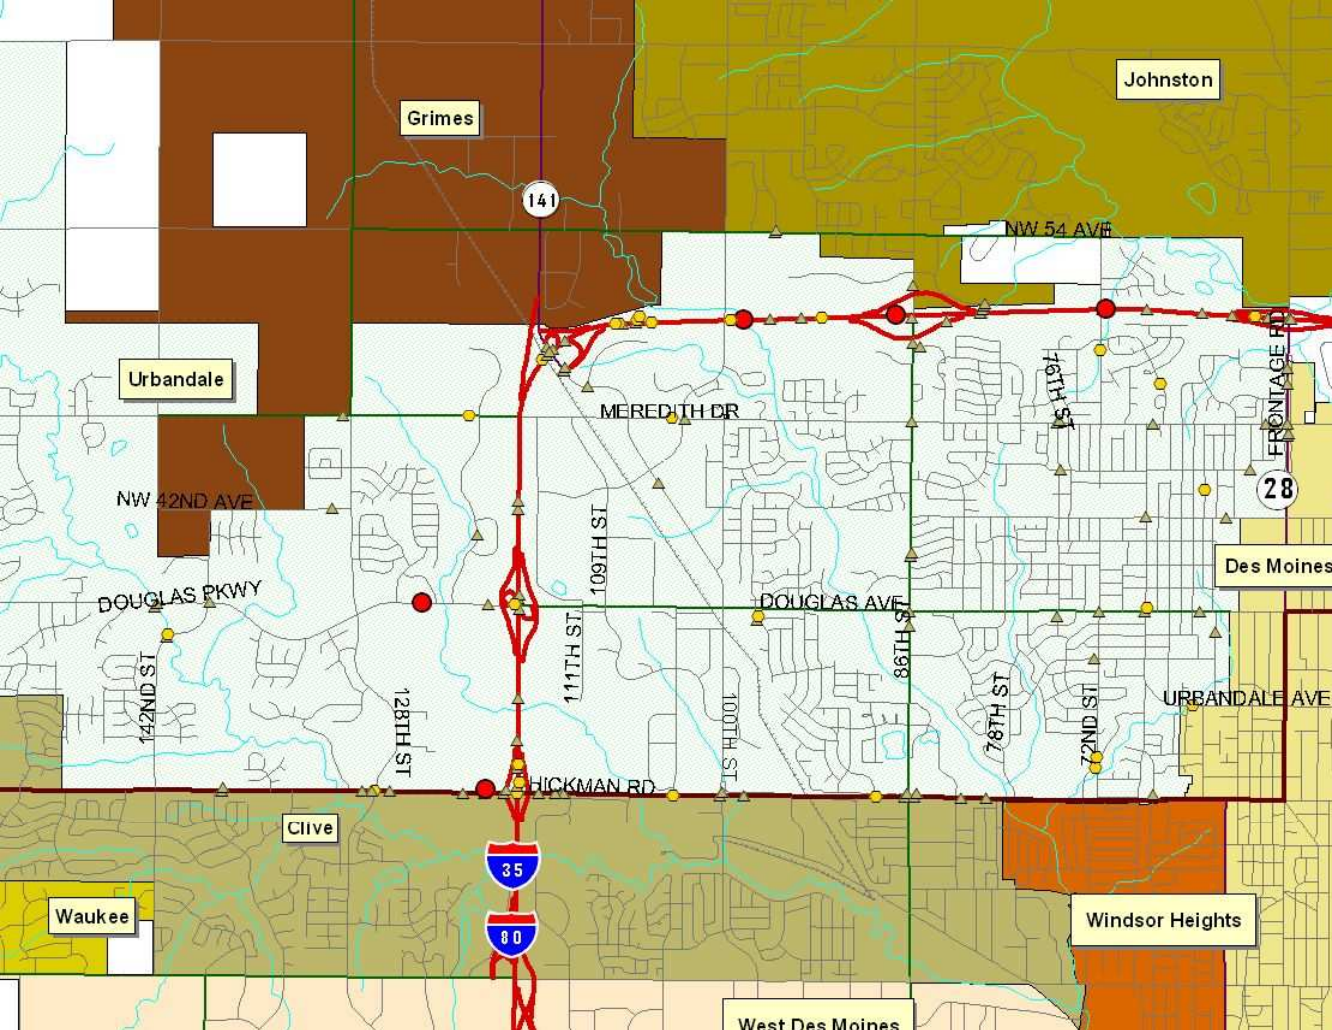 Johnston
Grimes
141
NW 54 AVE
FRONTAGE RD
Urbandale
76TH ST
MEREDITH DR
NW 42ND AVE
28
109TH ST
Des Moines
DOUGLAS PKWY
DOUGLAS AVE
86TH ST
111TH ST
142ND ST
128TH ST
78TH ST
72ND ST
URBANDALE AVE
110TH ST
HICKMAN RD
Clive
35
Waukee
80
Windsor Heights
West Des Moines